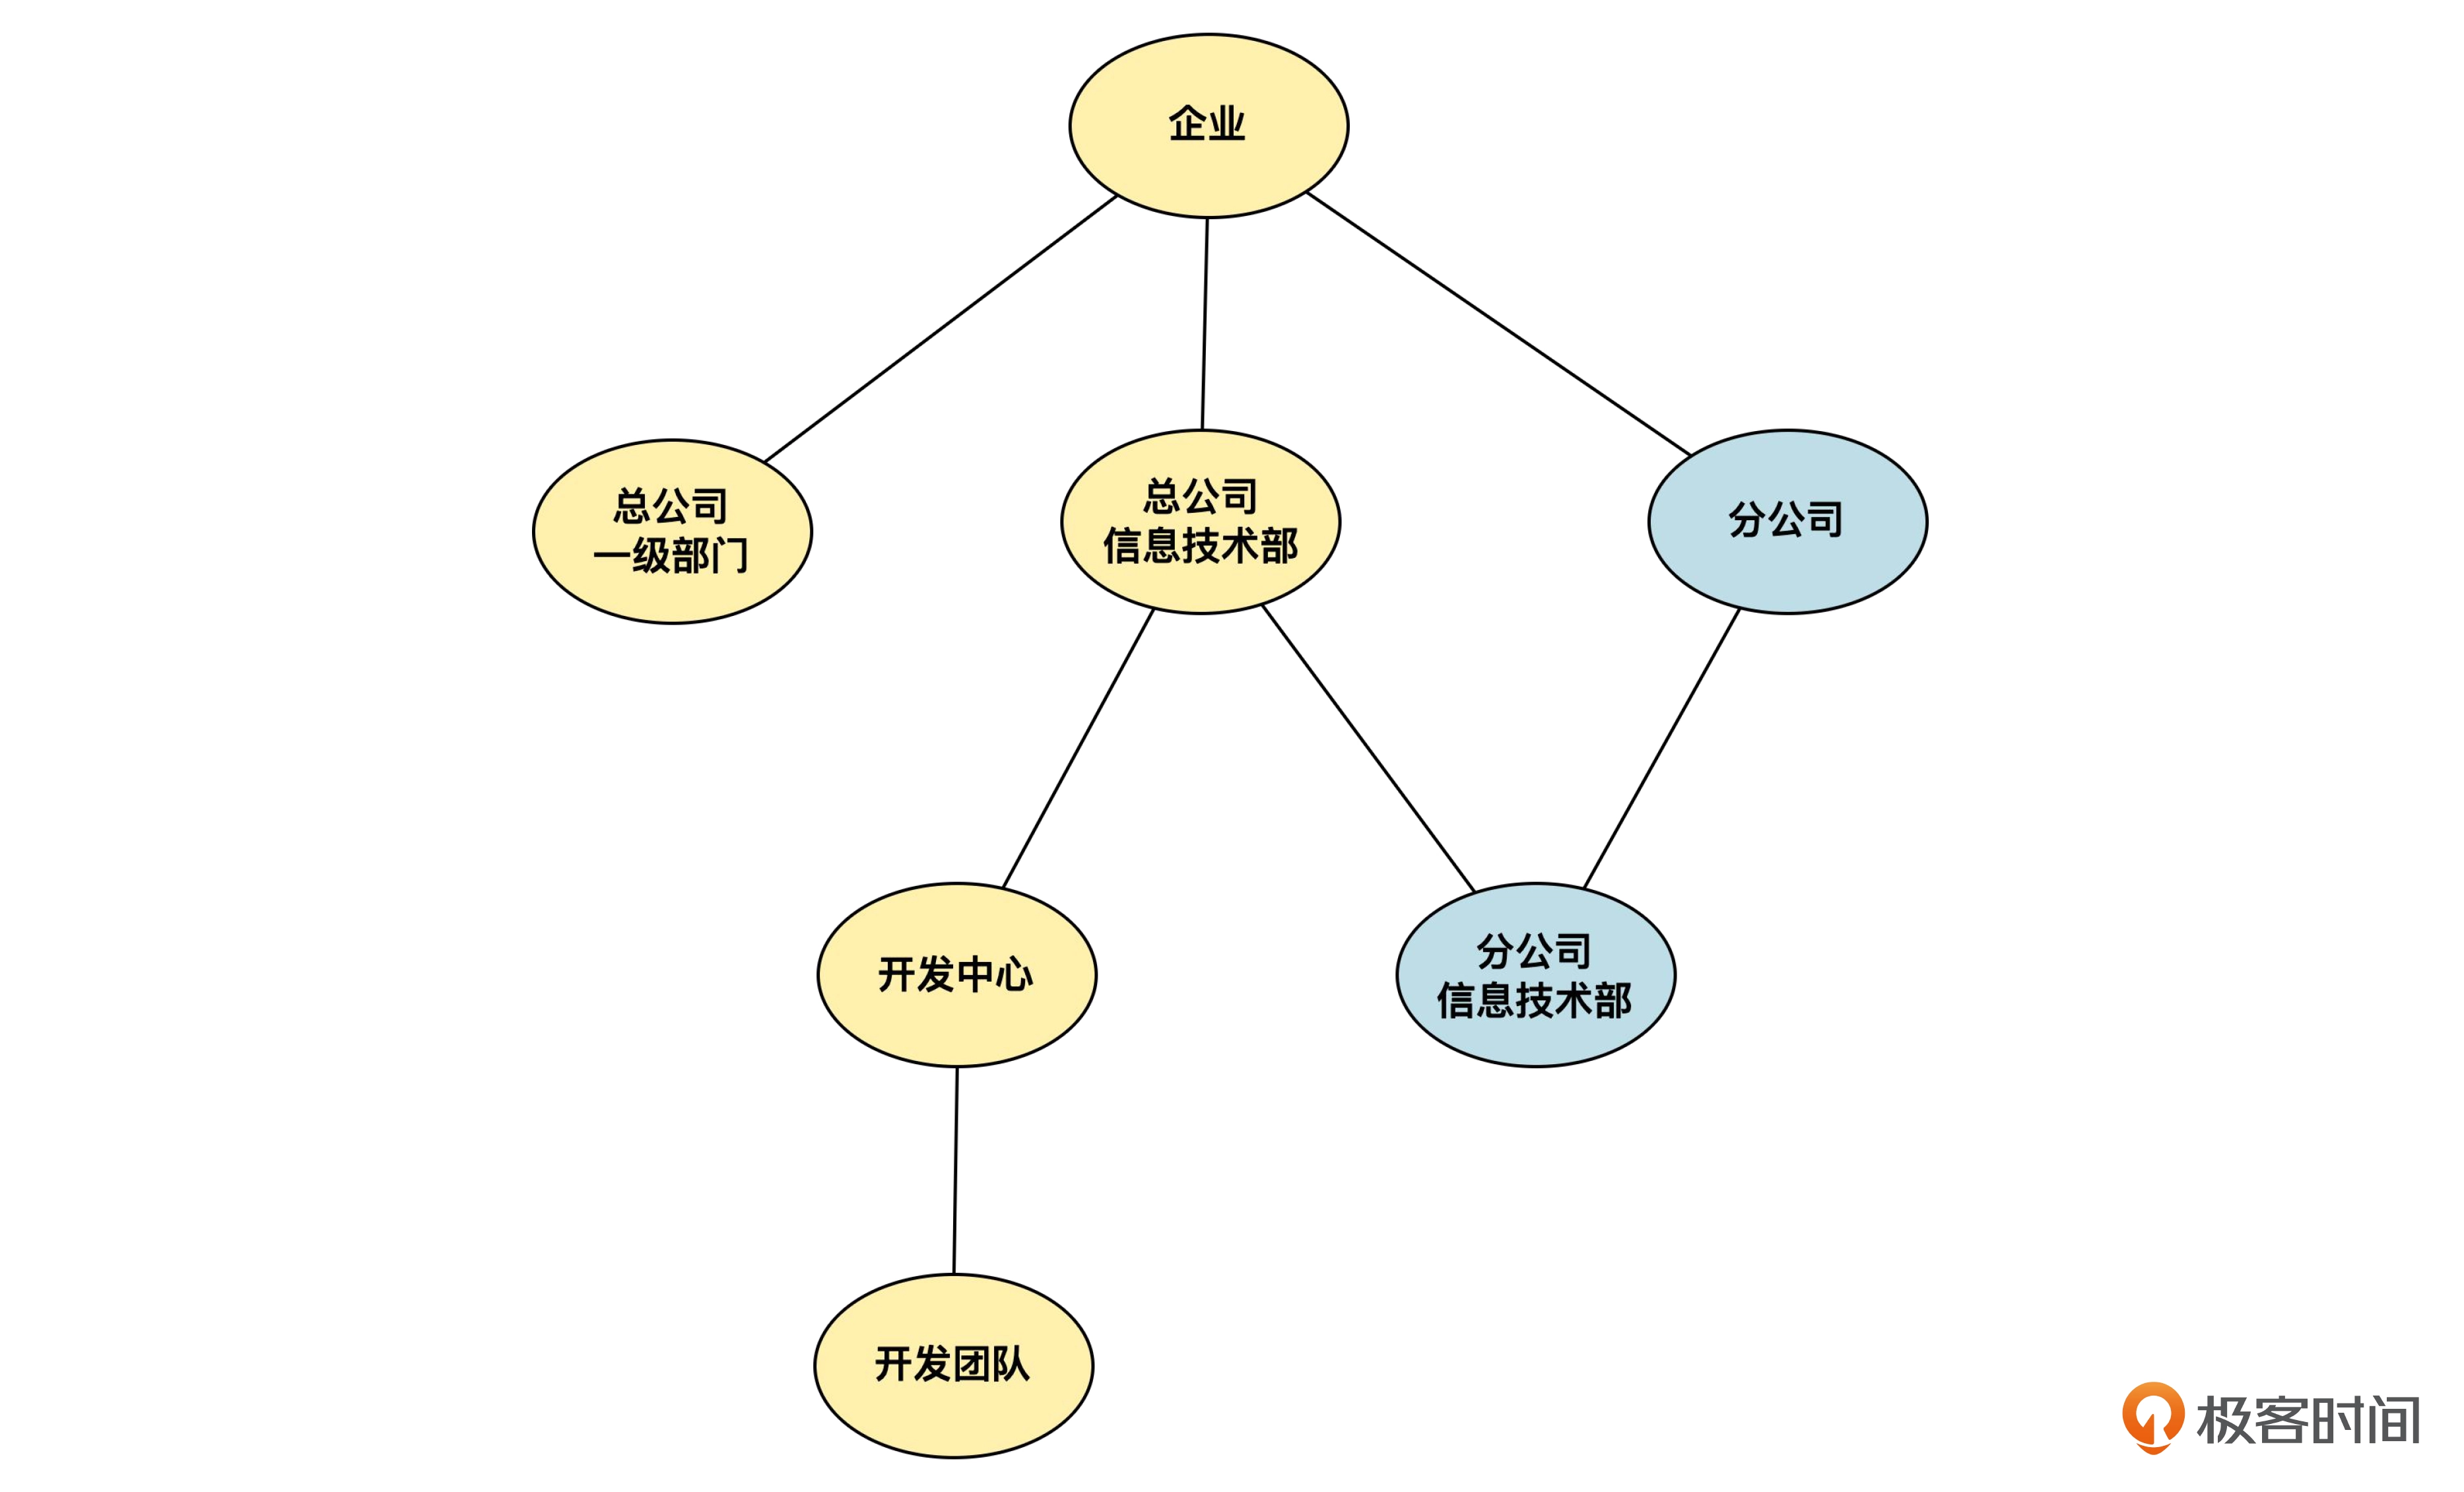 企业
总公司
一级部门
总公司
信息技术部
分公司
开发中心
分公司
信息技术部
开发团队
极客时间